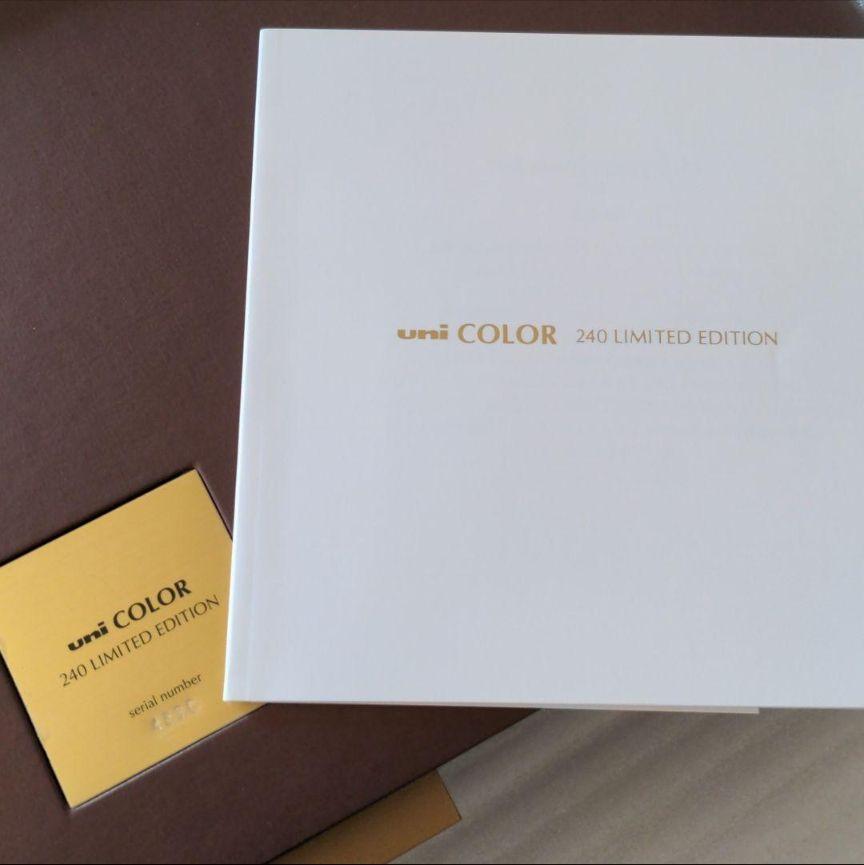 uni COLOR 240 LIMITED EDITION
uni COLOR
240 LIMITED EDITION
serial number